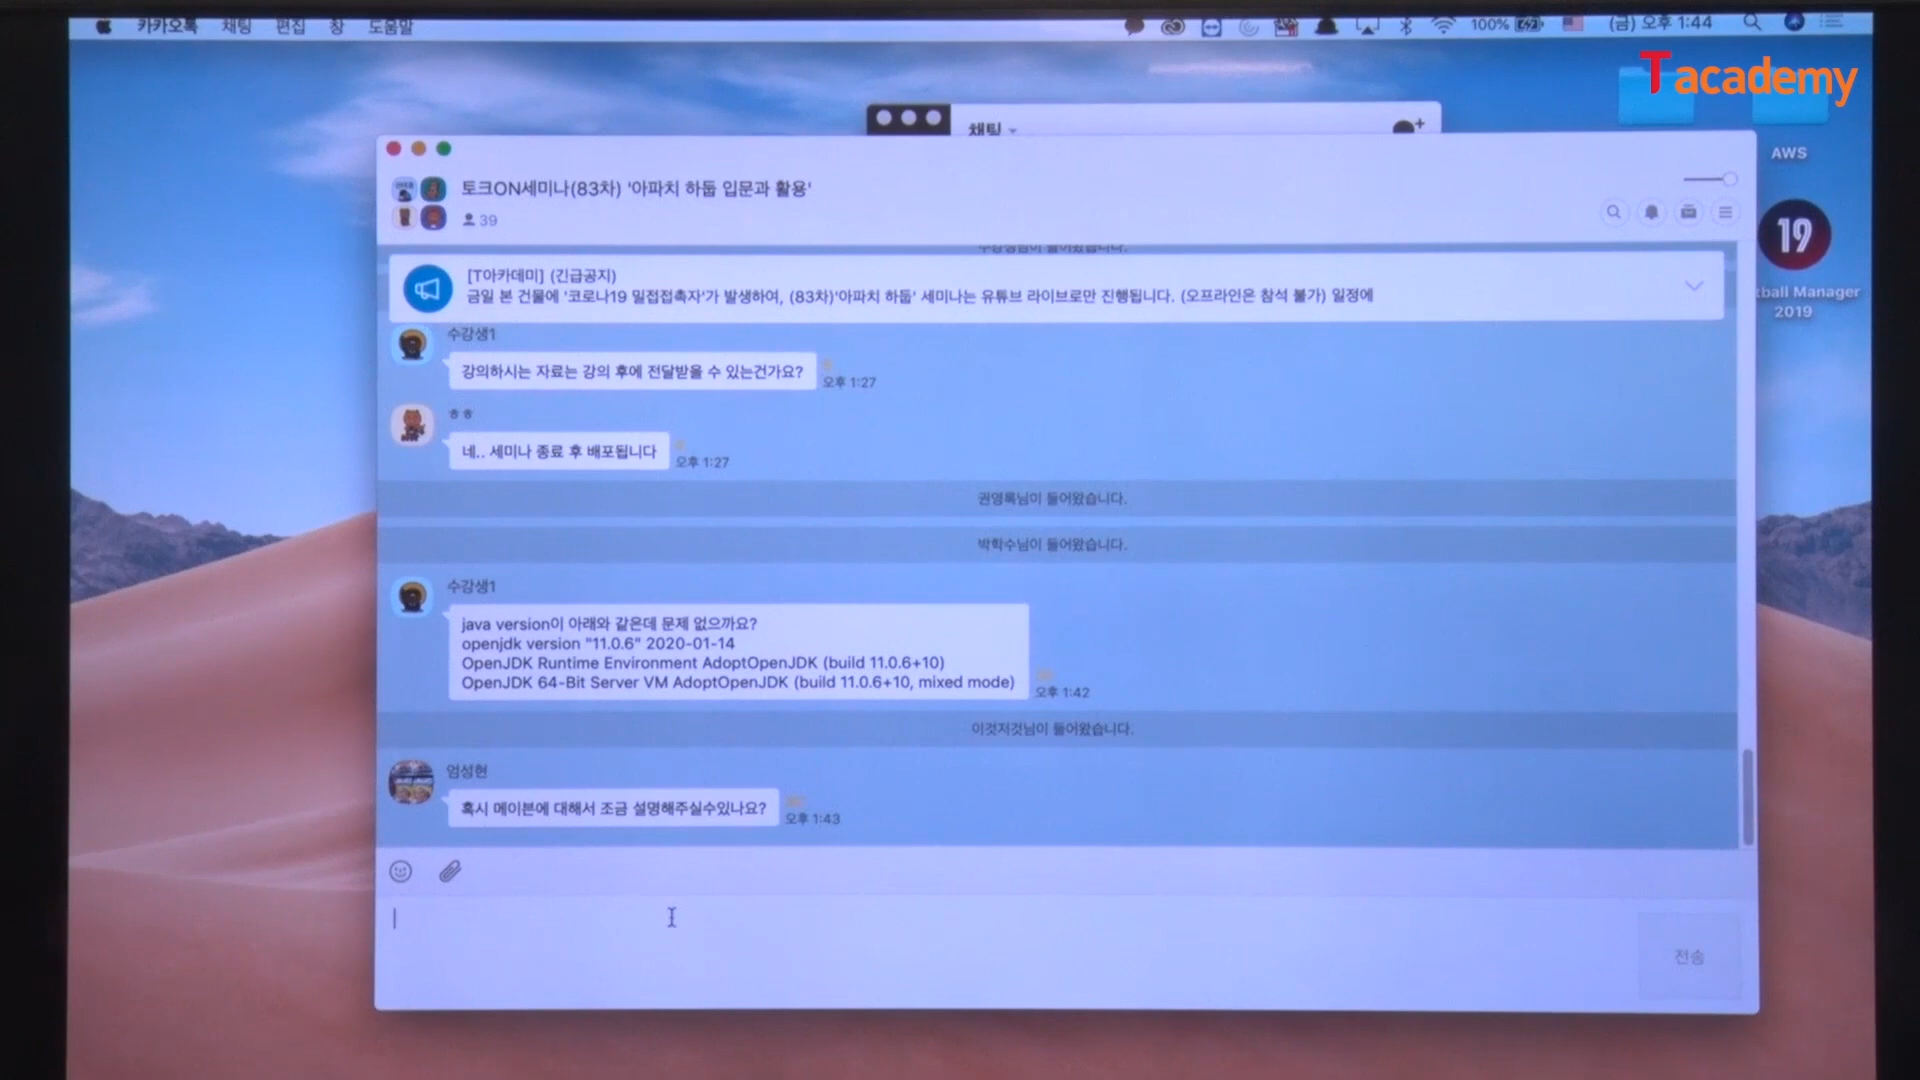 카카오톡 채팅 편집 창 도움말
100% (금) 오후 1:44
Tacademy
채팅
AWS
토크ON세미나(83차) '아파치 하둡 입문과 활용'
39
19
수강생님이 들어왔습니다.
[T아카데미] (긴급공지)
금일 본 건물에 '코로나19 밀접접촉자'가 발생하여, (83차)'아파치 하둡' 세미나는 유튜브 라이브로만 진행됩니다. (오프라인은 참석 불가) 일정에
tball Manager
2019
수강생1
강의하시는 자료는 강의 후에 전달받을 수 있는건가요?
오후 1:27
ㅎㅎ
네.. 세미나 종료 후 배포됩니다
오후 1:27
권영록님이 들어왔습니다.
박학수님이 들어왔습니다.
수강생1
java version이 아래와 같은데 문제 없으까요?
openjdk version "11.0.6" 2020-01-14
OpenJDK Runtime Environment AdoptOpenJDK (build 11.0.6+10)
OpenJDK 64-Bit Server VM AdoptOpenJDK (build 11.0.6+10, mixed mode)
오후 1:42
이것저것님이 들어왔습니다.
엄성현
혹시 메이븐에 대해서 조금 설명해주실수있나요?
오후 1:43
전송